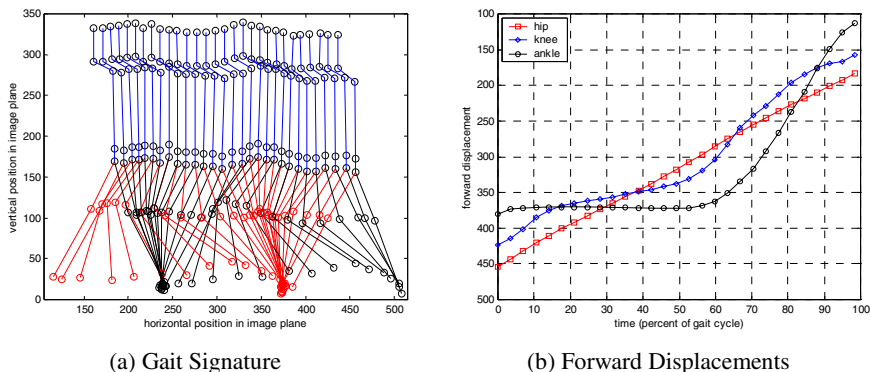 350
300
250
200
150
100
50
0
vertical position in image plane
150 200 250 300 350 400 450 500
horizontal position in image plane
(a) Gait Signature
100
150
200
250
300
350
400
450
500
forward displacement
hip
knee
ankle
0 10 20 30 40 50 60 70 80 90 100
time (percent of gait cycle)
(b) Forward Displacements